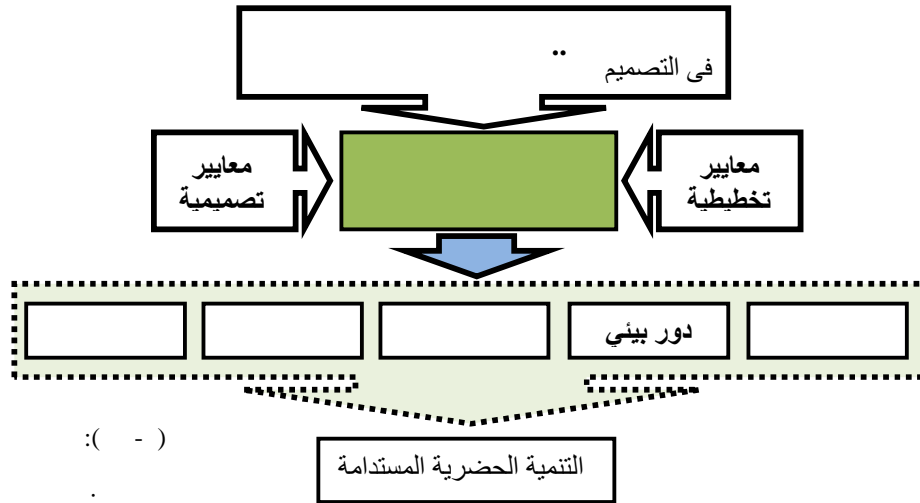 ..
فى التصميم
معايير
تخطيطية
معايير
تصميمية
دور بيئي
( - ):
.
التنمية الحضرية المستدامة